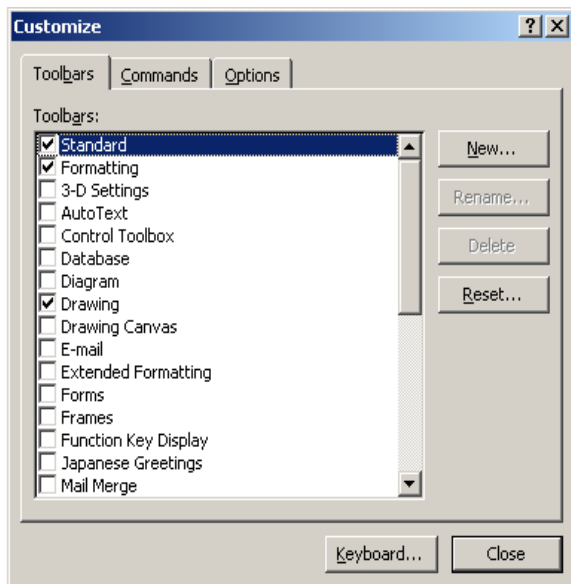 Customize
Toolbars Commands Options
Toolbars:
Standard
Formatting
3-D Settings
AutoText
Control Toolbox
Database
Diagram
Drawing
Drawing Canvas
E-mail
Extended Formatting
Forms
Frames
Function Key Display
Japanese Greetings
Mail Merge
New...
Rename...
Delete
Reset...
Keyboard... Close